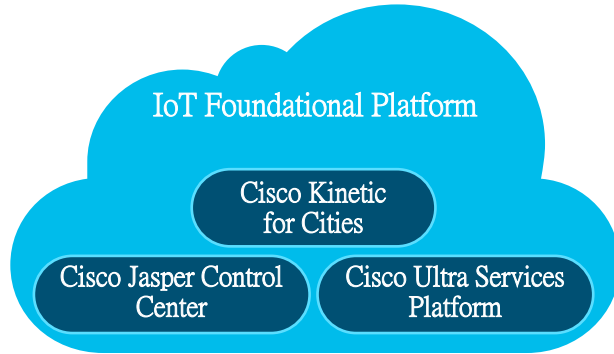 IoT Foundational Platform
Cisco Kinetic
for Cities
Cisco Jasper Control
Center
Cisco Ultra Services
Platform